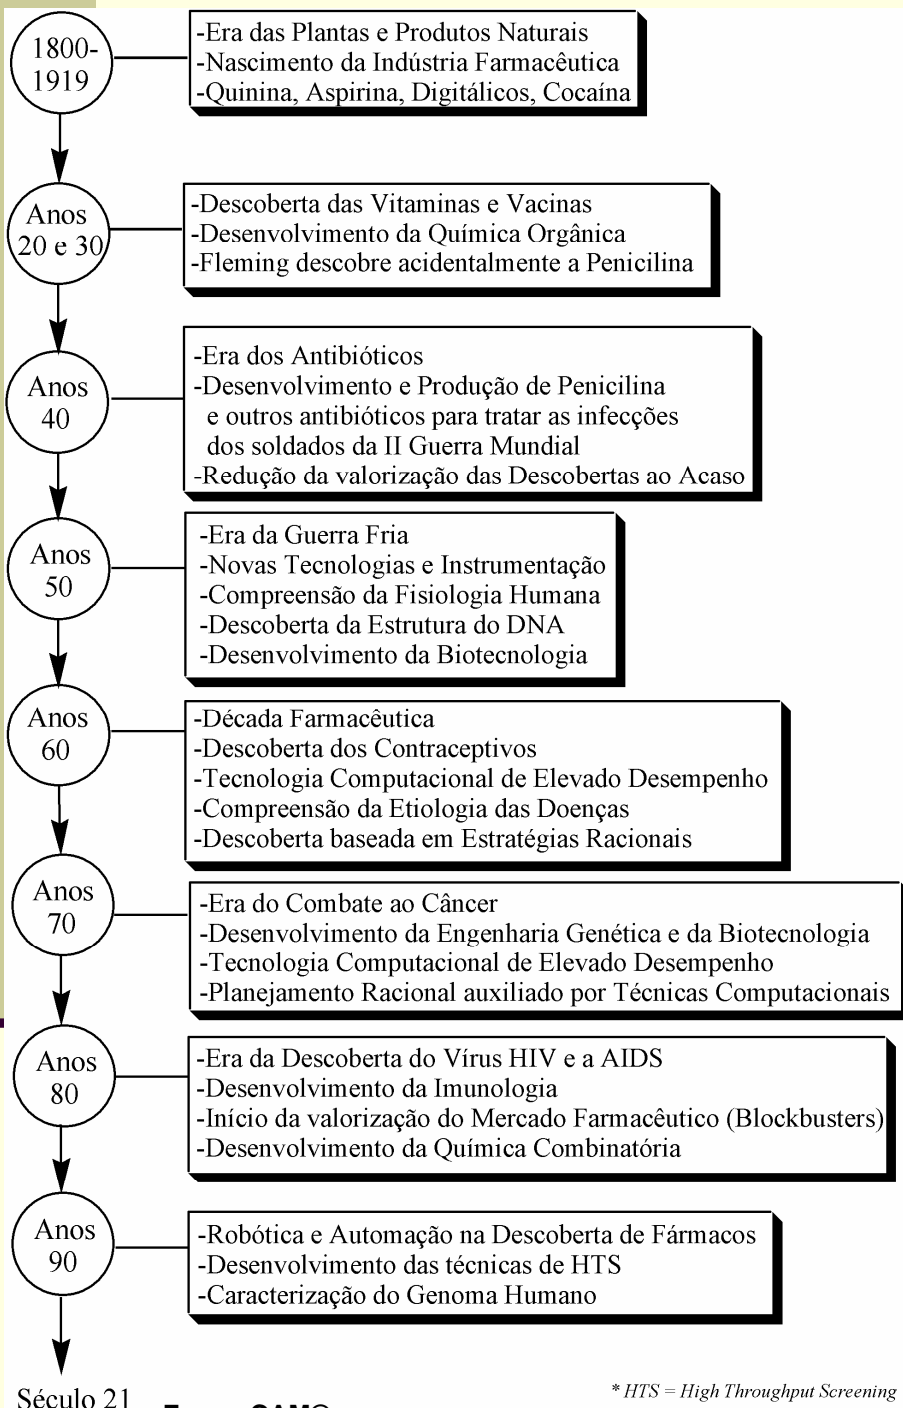 1800-
1919
-Era das Plantas e Produtos Naturais
-Nascimento da Indústria Farmacêutica
-Quinina, Aspirina, Digitálicos, Cocaína
Anos
20 e 30
-Descoberta das Vitaminas e Vacinas
-Desenvolvimento da Química Orgânica
-Fleming descobre acidentalmente a Penicilina
Anos
40
-Era dos Antibióticos
-Desenvolvimento e Produção de Penicilina
e outros antibióticos para tratar as infecções
dos soldados da II Guerra Mundial
-Redução da valorização das Descobertas ao Acaso
Anos
50
-Era da Guerra Fria
-Novas Tecnologias e Instrumentação
-Compreensão da Fisiologia Humana
-Descoberta da Estrutura do DNA
-Desenvolvimento da Biotecnologia
Anos
60
-Década Farmacêutica
-Descoberta dos Contraceptivos
-Tecnologia Computacional de Elevado Desempenho
-Compreensão da Etiologia das Doenças
-Descoberta baseada em Estratégias Racionais
Anos
70
-Era do Combate ao Câncer
-Desenvolvimento da Engenharia Genética e da Biotecnologia
-Tecnologia Computacional de Elevado Desempenho
-Planejamento Racional auxiliado por Técnicas Computacionais
Anos
80
-Era da Descoberta do Vírus HIV e a AIDS
-Desenvolvimento da Imunologia
-Início da valorização do Mercado Farmacêutico (Blockbusters)
-Desenvolvimento da Química Combinatória
Anos
90
-Robótica e Automação na Descoberta de Fármacos
-Desenvolvimento das técnicas de HTS
-Caracterização do Genoma Humano
Século 21
* HTS = High Throughput Screening